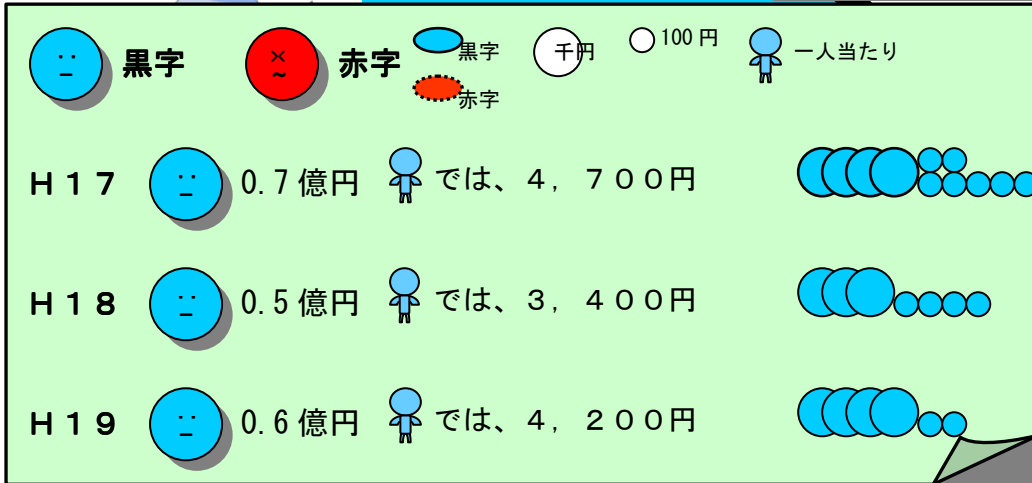 黒字 赤字 黒字 千円 100円 一人当たり
赤字
H17 0.7億円 では、4,700円
H18 0.5億円 では、3,400円
H19 0.6億円 では、4,200円